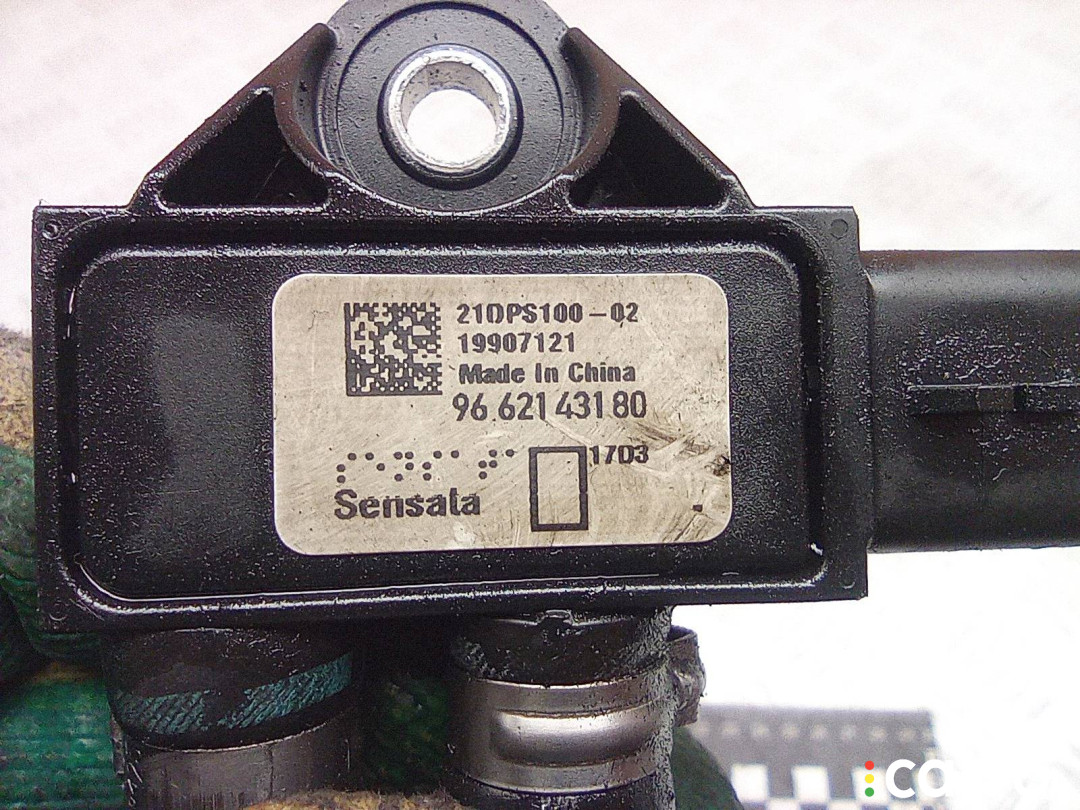 21DPS100-02
19907121
Made In China
96 621 431 80
17D3
Sensata